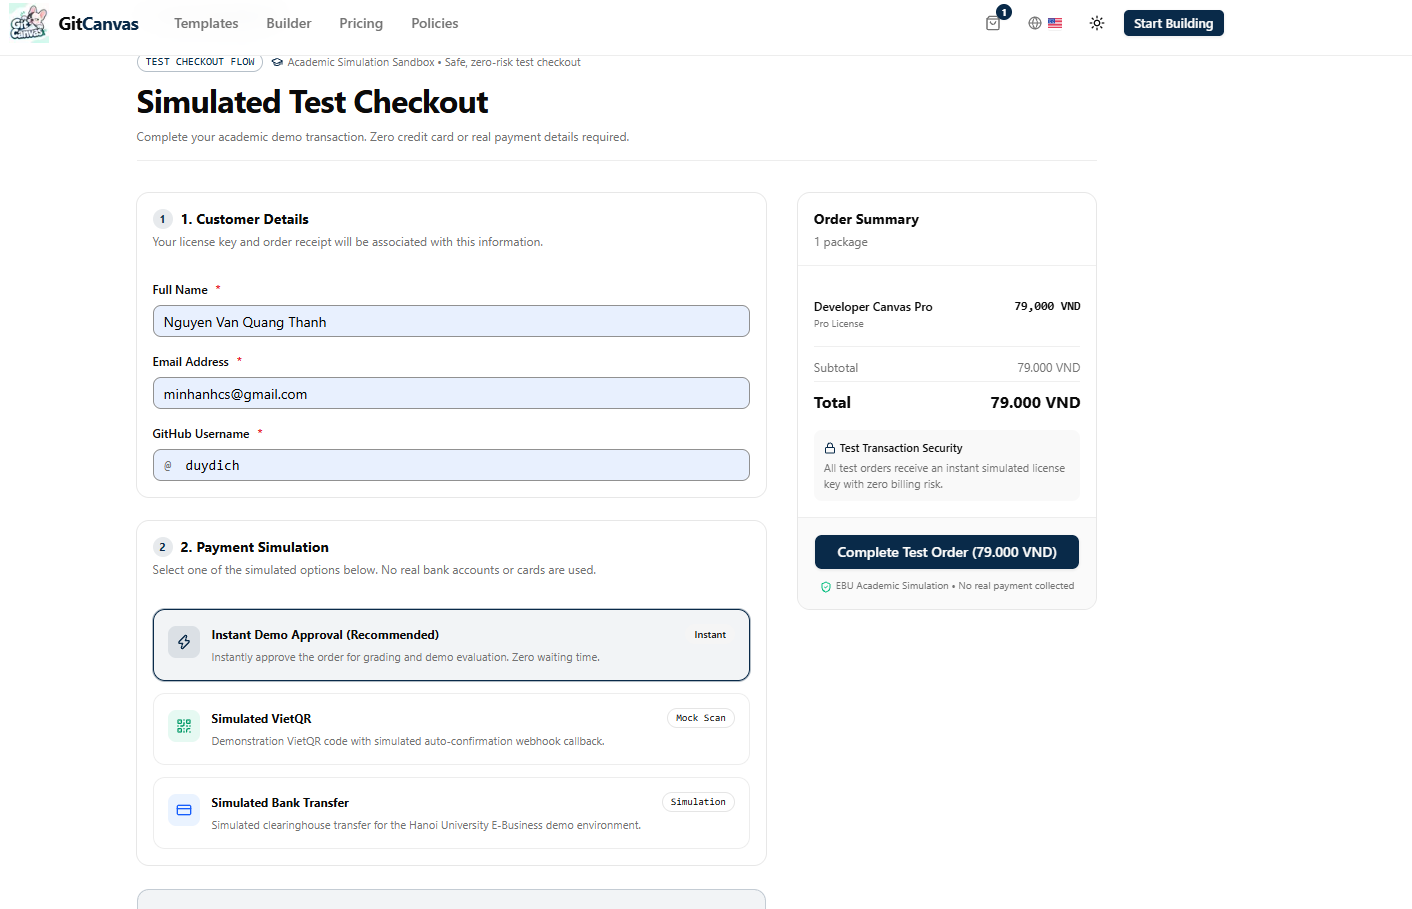 Git
Canvas
GitCanvas
Templates
Builder
Pricing
Policies
1
Start Building
TEST CHECKOUT FLOW
Academic Simulation Sandbox • Safe, zero-risk test checkout
Simulated Test Checkout
Complete your academic demo transaction. Zero credit card or real payment details required.
1
1. Customer Details
Your license key and order receipt will be associated with this information.
Full Name *
Nguyen Van Quang Thanh
Email Address *
minhanhcs@gmail.com
GitHub Username *
@ duydich
2
2. Payment Simulation
Select one of the simulated options below. No real bank accounts or cards are used.
Instant Demo Approval (Recommended)
Instant
Instantly approve the order for grading and demo evaluation. Zero waiting time.
Simulated VietQR
Mock Scan
Demonstration VietQR code with simulated auto-confirmation webhook callback.
Simulated Bank Transfer
Simulation
Simulated clearinghouse transfer for the Hanoi University E-Business demo environment.
Order Summary
1 package
Developer Canvas Pro
79,000 VND
Pro License
Subtotal
79.000 VND
Total
79.000 VND
Test Transaction Security
All test orders receive an instant simulated license
key with zero billing risk.
Complete Test Order (79.000 VND)
EBU Academic Simulation • No real payment collected